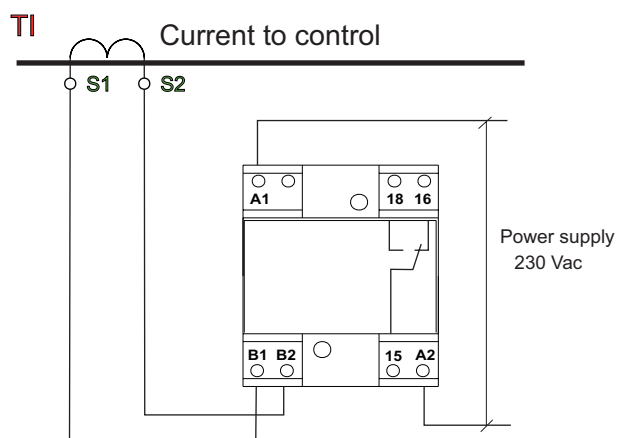 TI
Current to control
S1 S2
A1 18 16
Power supply
230 Vac
B1 B2 15 A2